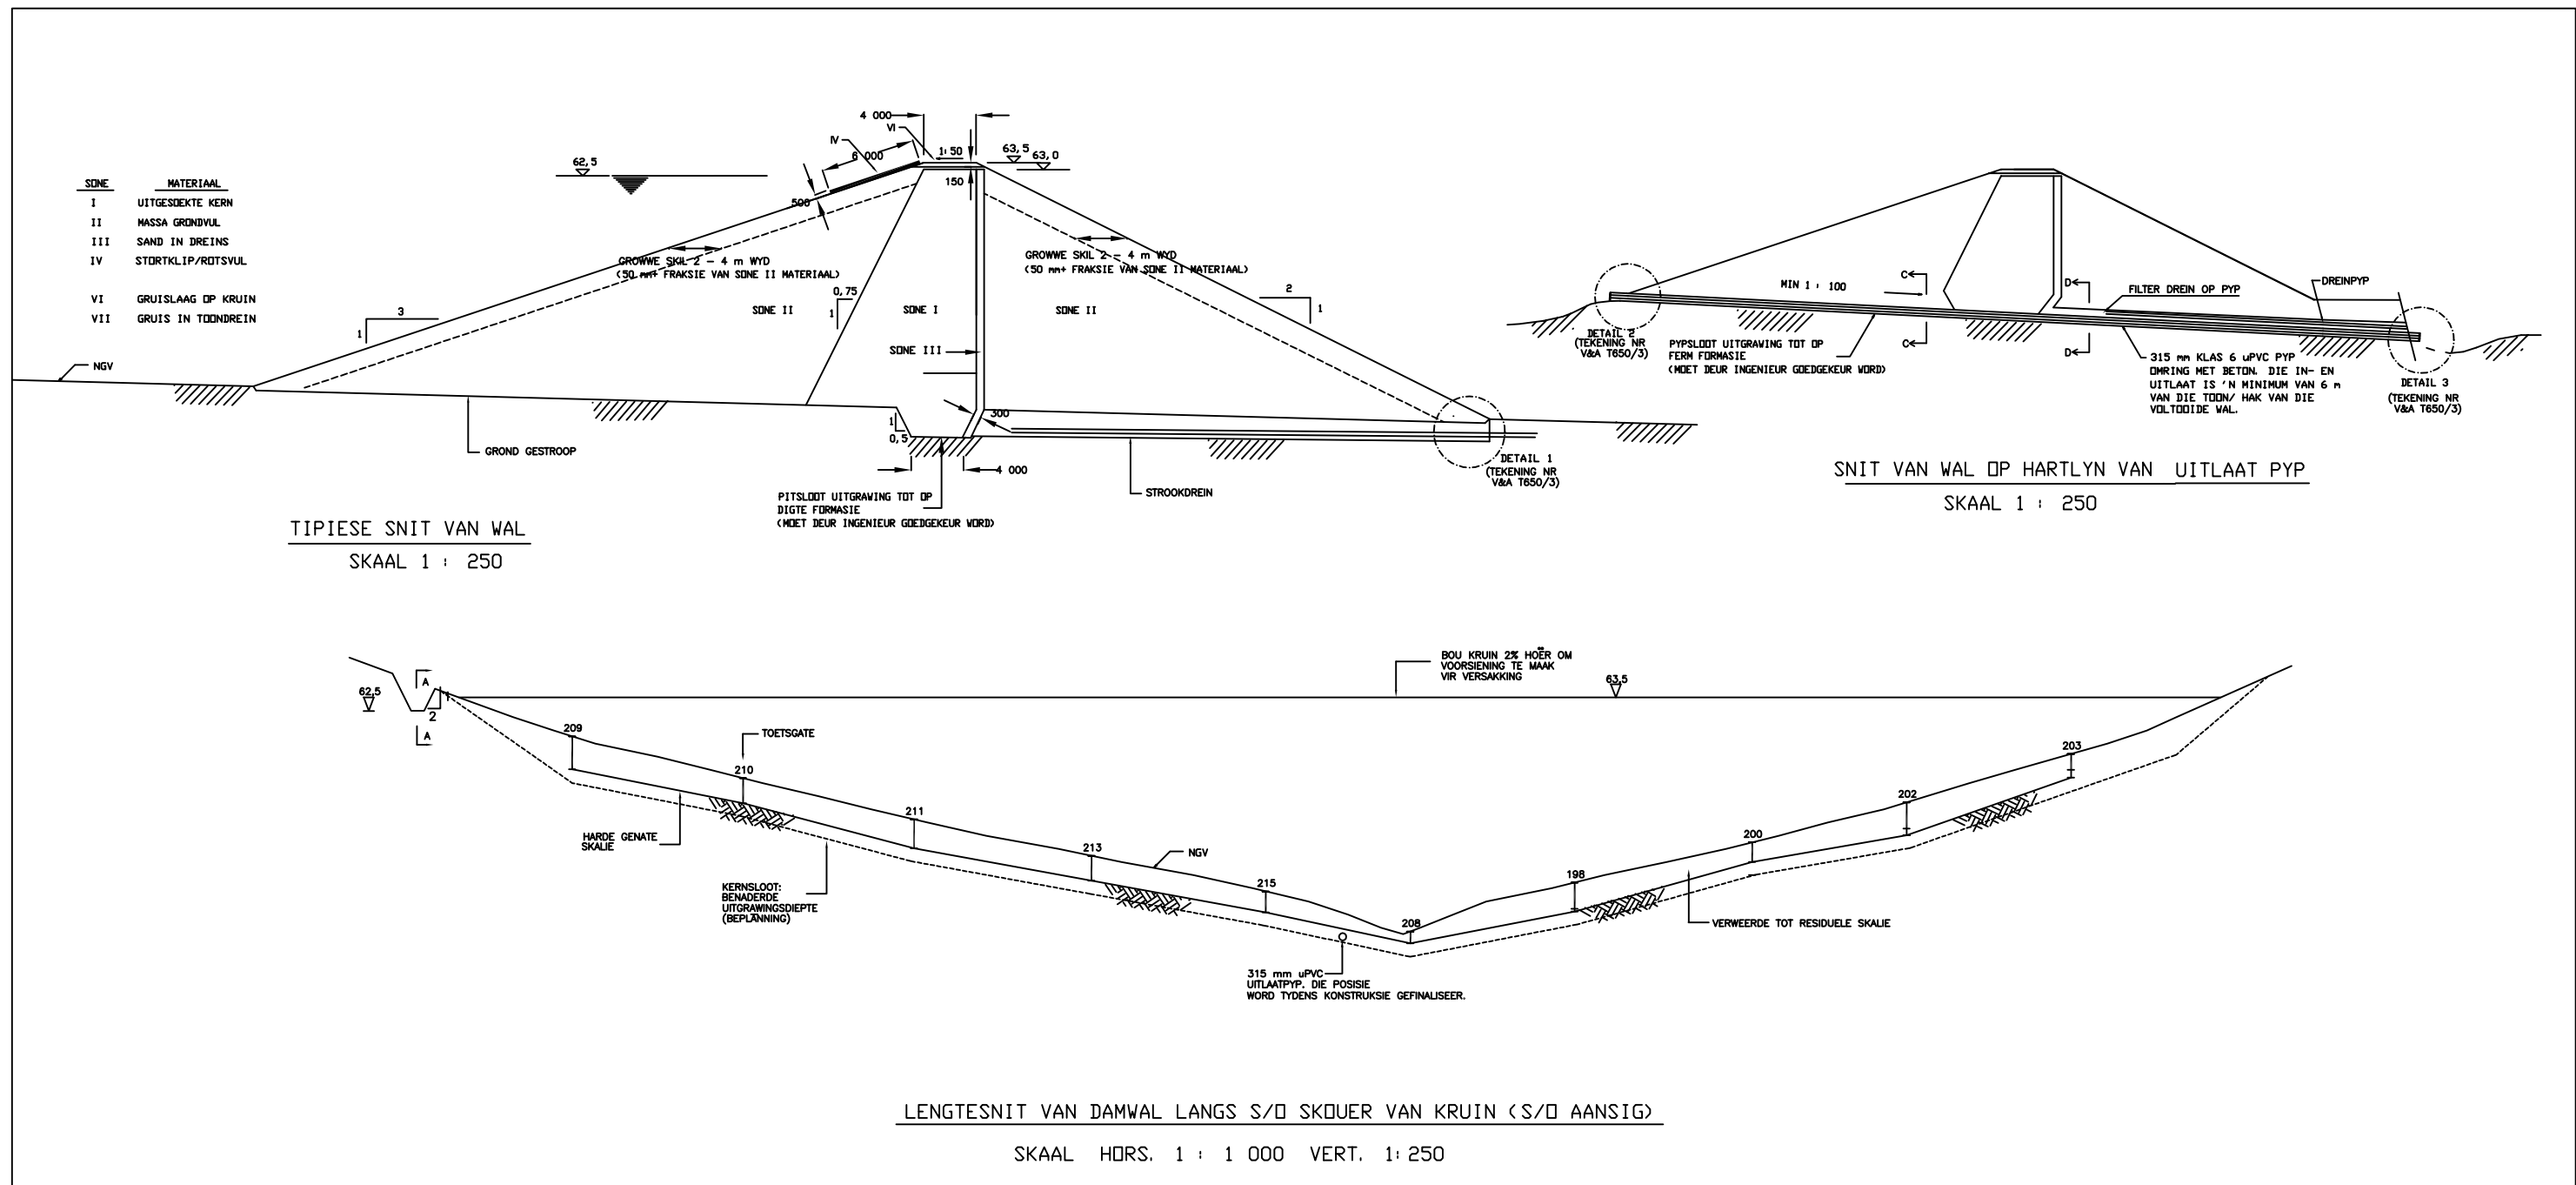 SONE MATERIAAL
I UITGESOEKTE KERN
II MASSA GRONDVUL
III SAND IN DREINS
IV STORTKLIP/ROTSVUL
VI GRUISLAAG OP KRUIN
VII GRUIS IN TOONDREIN
62,5
4 000
VI
IV
6 000
1:50
63,5
63,0
150
500
GROWWE SKIL 2 - 4 m WYD
(50 mm+ FRAKSIE VAN SONE II MATERIAAL)
GROWWE SKIL 2 - 4 m WYD
(50 mm+ FRAKSIE VAN SONE II MATERIAAL)
3
1
0,75
1
SONE II
SONE I
SONE II
2
1
SONE III
NGV
300
1
0,5
4 000
GROND GESTROOP
PITSLOOT UITGRAWING TOT OP
DIGTE FORMASIE
(MOET DEUR INGENIEUR GOEDGEKEUR WORD)
STROOKDREIN
DETAIL 1
(TEKENING NR
V&A T650/3)
TIPIESE SNIT VAN WAL
SKAAL 1 : 250
MIN 1 : 100
C
C
D
D
FILTER DREIN OP PYP
DREINPYP
DETAIL 2
(TEKENING NR
V&A T650/3)
PYPSLOOT UITGRAWING TOT OP
FERM FORMASIE
(MOET DEUR INGENIEUR GOEDGEKEUR WORD)
315 mm KLAS 6 uPVC PYP
OMRING MET BETON. DIE IN- EN
UITLAAT IS 'N MINIMUM VAN 6 m
VAN DIE TOON/ HAK VAN DIE
VOLTOOIDE WAL.
DETAIL 3
(TEKENING NR
V&A T650/3)
SNIT VAN WAL OP HARTLYN VAN UITLAAT PYP
SKAAL 1 : 250
BOU KRUIN 2% HOËR OM
VOORSIENING TE MAAK
VIR VERSAKKING
63,5
62,5
A
A
1
2
209
TOETSGATE
210
211
213
215
208
198
200
202
203
NGV
HARDE GENATE
SKALIE
KERNSLOOT:
BENADERDE
UITGRAWINGSDIEPTE
(BEPLANNING)
VERWEERDE TOT RESIDUELE SKALIE
315 mm uPVC
UITLAATPYP. DIE POSISIE
WORD TYDENS KONSTRUKSIE GEFINALISEER.
LENGTESNIT VAN DAMWAL LANGS S/O SKOUER VAN KRUIN (S/O AANSIG)
SKAAL HORS. 1 : 1 000 VERT. 1:250